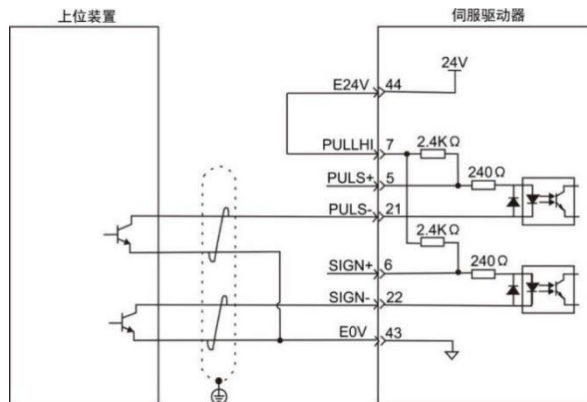 上位装置 伺服驱动器
24V
E24V 44
PULLHI 7 2.4KΩ
240Ω
PULS+ 5
PULS- 21
2.4KΩ
SIGN+ 6 240Ω
SIGN- 22
E0V 43